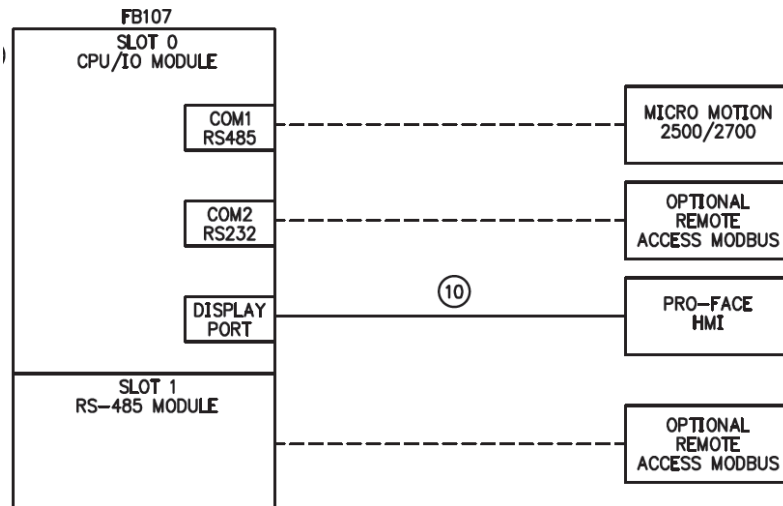 FB107
SLOT 0
CPU/IO MODULE
COM1
RS485
MICRO MOTION
2500/2700
COM2
RS232
OPTIONAL
REMOTE
ACCESS MODBUS
DISPLAY
PORT
10
PRO-FACE
HMI
SLOT 1
RS-485 MODULE
OPTIONAL
REMOTE
ACCESS MODBUS